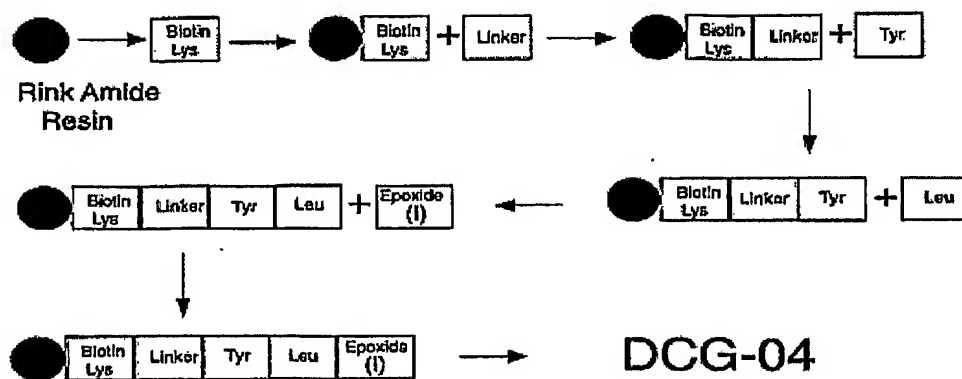 Biotin Lys
Biotin Lys + Linker
Biotin Lys Linker + Tyr
Rink Amide
Resin
Biotin Lys Linker Tyr Leu + Epoxide (I)
Biotin Lys Linker Tyr + Leu
Biotin Lys Linker Tyr Leu Epoxide (I)
DCG-04